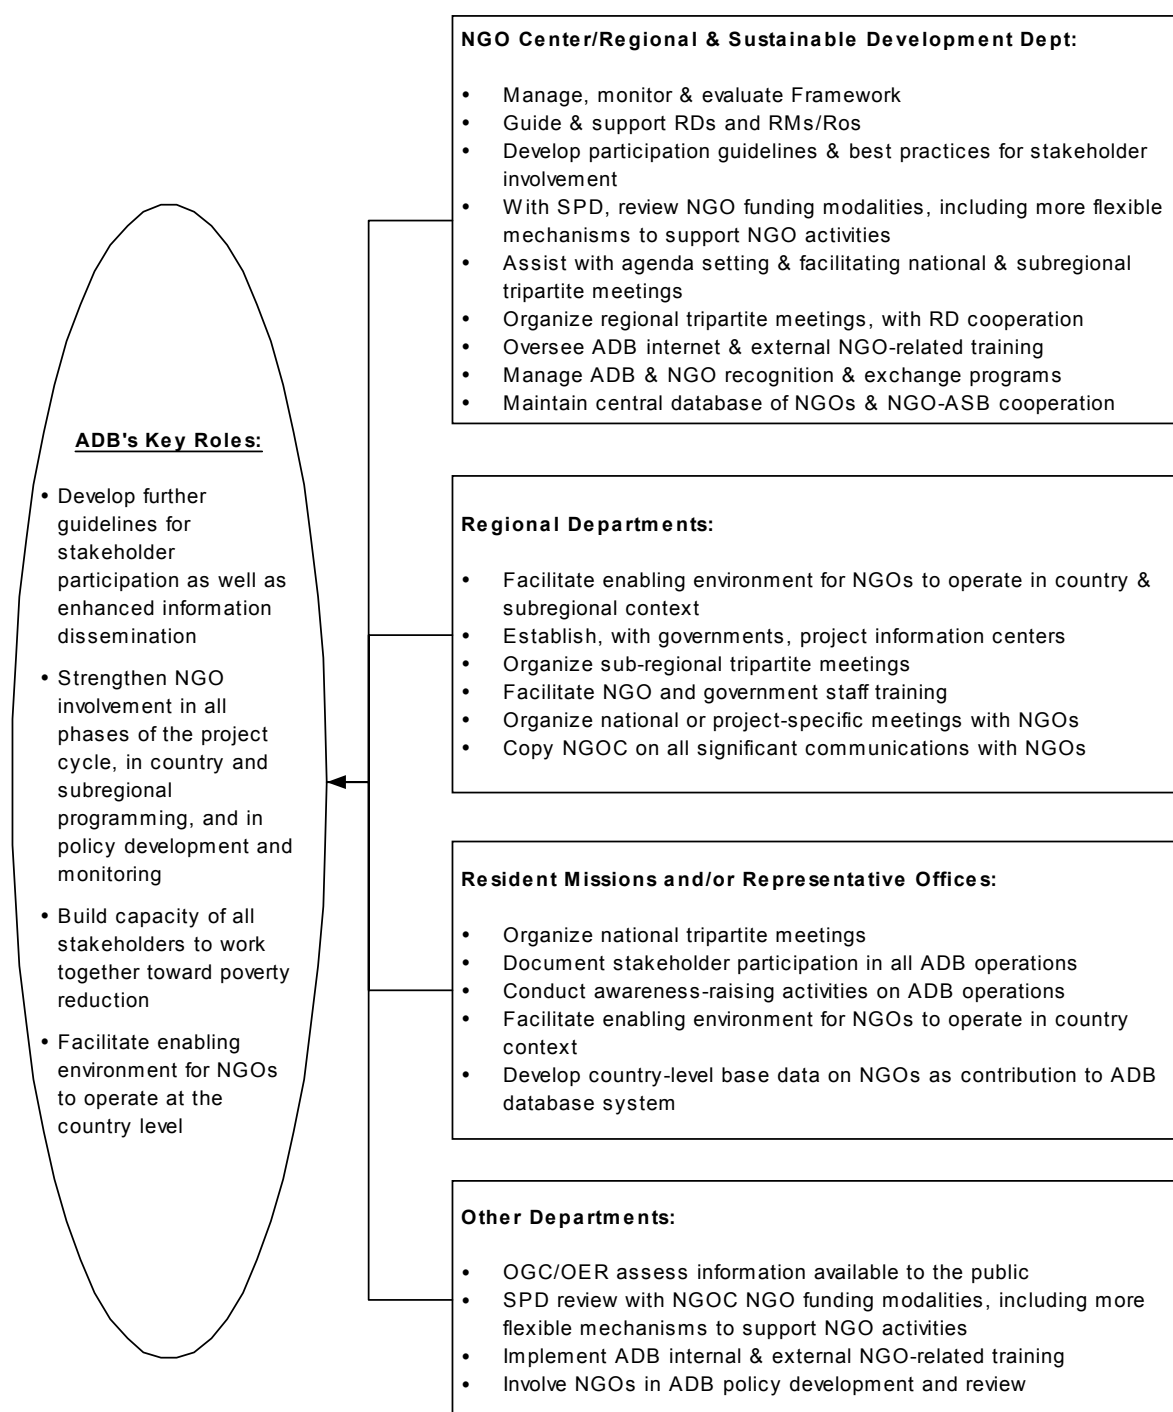 ADB's Key Roles:
• Develop further
guidelines for
stakeholder
participation as well as
enhanced information
dissemination
• Strengthen NGO
involvement in all
phases of the project
cycle, in country and
subregional
programming, and in
policy development and
monitoring
• Build capacity of all
stakeholders to work
together toward poverty
reduction
• Facilitate enabling
environment for NGOs
to operate at the
country level
NGO Center/Regional & Sustainable Development Dept:
• Manage, monitor & evaluate Framework
• Guide & support RDs and RMs/Ros
• Develop participation guidelines & best practices for stakeholder
involvement
• With SPD, review NGO funding modalities, including more flexible
mechanisms to support NGO activities
• Assist with agenda setting & facilitating national & subregional
tripartite meetings
• Organize regional tripartite meetings, with RD cooperation
• Oversee ADB internet & external NGO-related training
• Manage ADB & NGO recognition & exchange programs
• Maintain central database of NGOs & NGO-ASB cooperation
Regional Departments:
• Facilitate enabling environment for NGOs to operate in country &
subregional context
• Establish, with governments, project information centers
• Organize sub-regional tripartite meetings
• Facilitate NGO and government staff training
• Organize national or project-specific meetings with NGOs
• Copy NGOC on all significant communications with NGOs
Resident Missions and/or Representative Offices:
• Organize national tripartite meetings
• Document stakeholder participation in all ADB operations
• Conduct awareness-raising activities on ADB operations
• Facilitate enabling environment for NGOs to operate in country
context
• Develop country-level base data on NGOs as contribution to ADB
database system
Other Departments:
• OGC/OER assess information available to the public
• SPD review with NGOC NGO funding modalities, including more
flexible mechanisms to support NGO activities
• Implement ADB internal & external NGO-related training
• Involve NGOs in ADB policy development and review